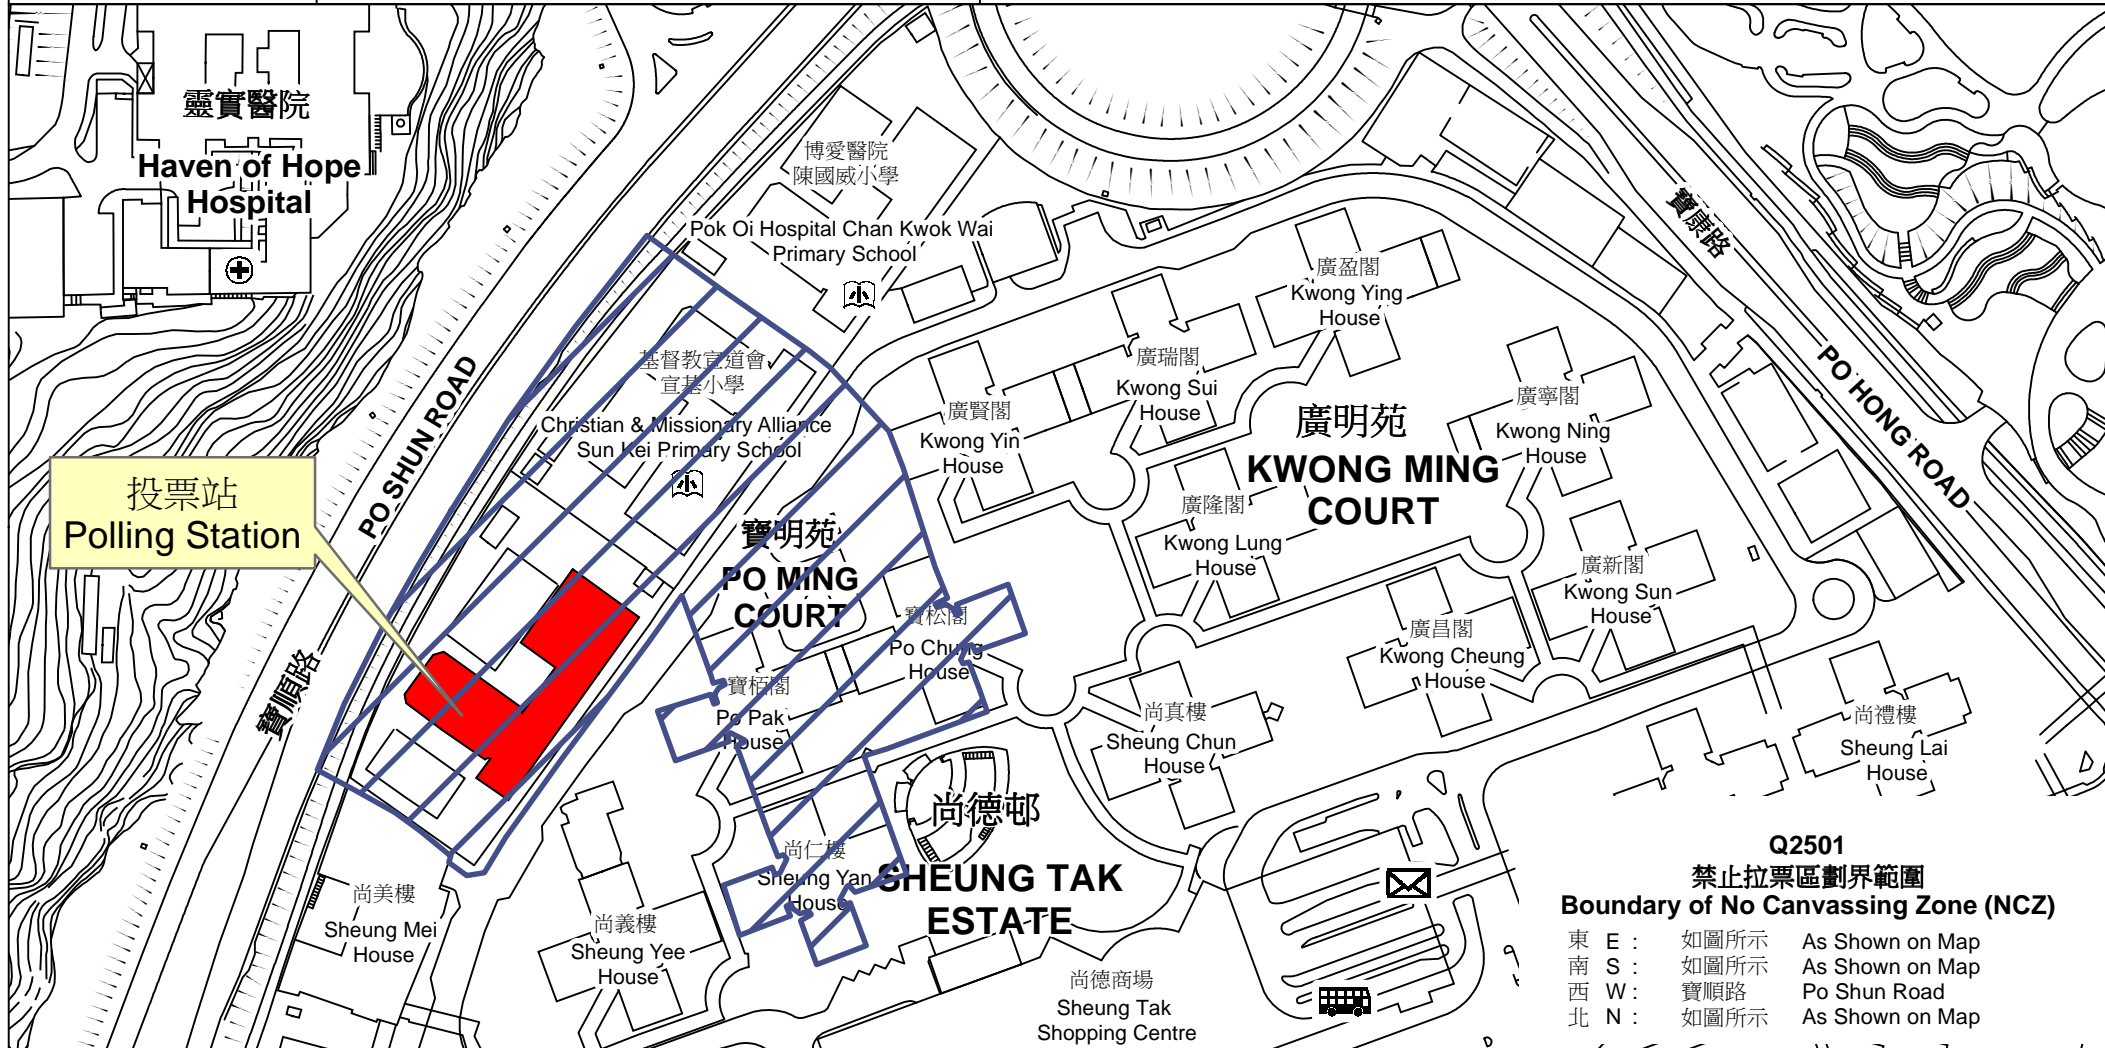 靈實醫院
Haven of Hope
Hospital
博愛醫院
陳國威小學
Pok Oi Hospital Chan Kwok Wai
Primary School
寶康路
PO HONG ROAD
PO SHUN ROAD
寶順路
基督教宣道會
宣基小學
Christian & Missionary Alliance
Sun Kei Primary School
投票站
Polling Station
寶明苑
PO MING
COURT
寶松閣
Po Chung
House
寶栢閣
Po Pak
House
廣盈閣
Kwong Ying
House
廣瑞閣
Kwong Sui
House
廣賢閣
Kwong Yin
House
廣明苑
KWONG MING
COURT
廣寧閣
Kwong Ning
House
廣隆閣
Kwong Lung
House
廣新閣
Kwong Sun
House
廣昌閣
Kwong Cheung
House
尚真樓
Sheung Chun
House
尚禮樓
Sheung Lai
House
尚德邨
SHEUNG TAK
ESTATE
尚仁樓
Sheung Yan
House
尚美樓
Sheung Mei
House
尚義樓
Sheung Yee
House
尚德商場
Sheung Tak
Shopping Centre
Q2501
禁止拉票區劃界範圍
Boundary of No Canvassing Zone (NCZ)
東 E : 如圖所示 As Shown on Map
南 S : 如圖所示 As Shown on Map
西 W : 寶順路 Po Shun Road
北 N : 如圖所示 As Shown on Map